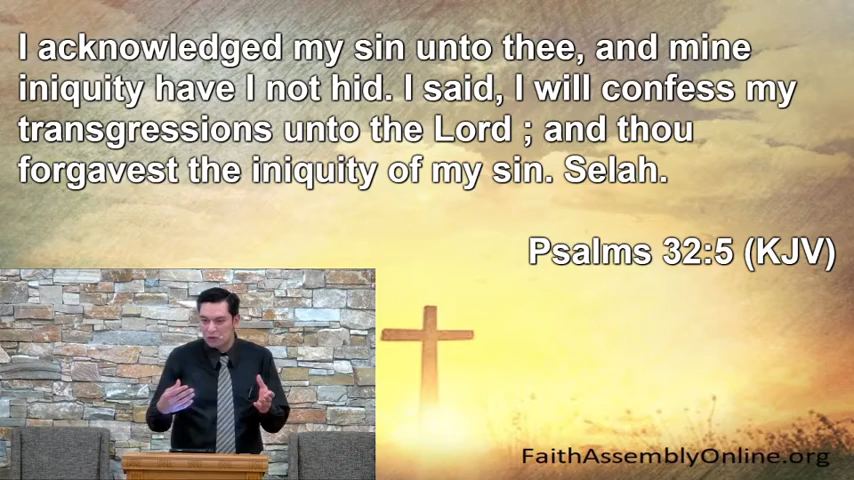 I acknowledged my sin unto thee, and mine
iniquity have I not hid. I said, I will confess my
transgressions unto the Lord ; and thou
forgavest the iniquity of my sin. Selah.
Psalms 32:5 (KJV)
FaithAssemblyOnline.org